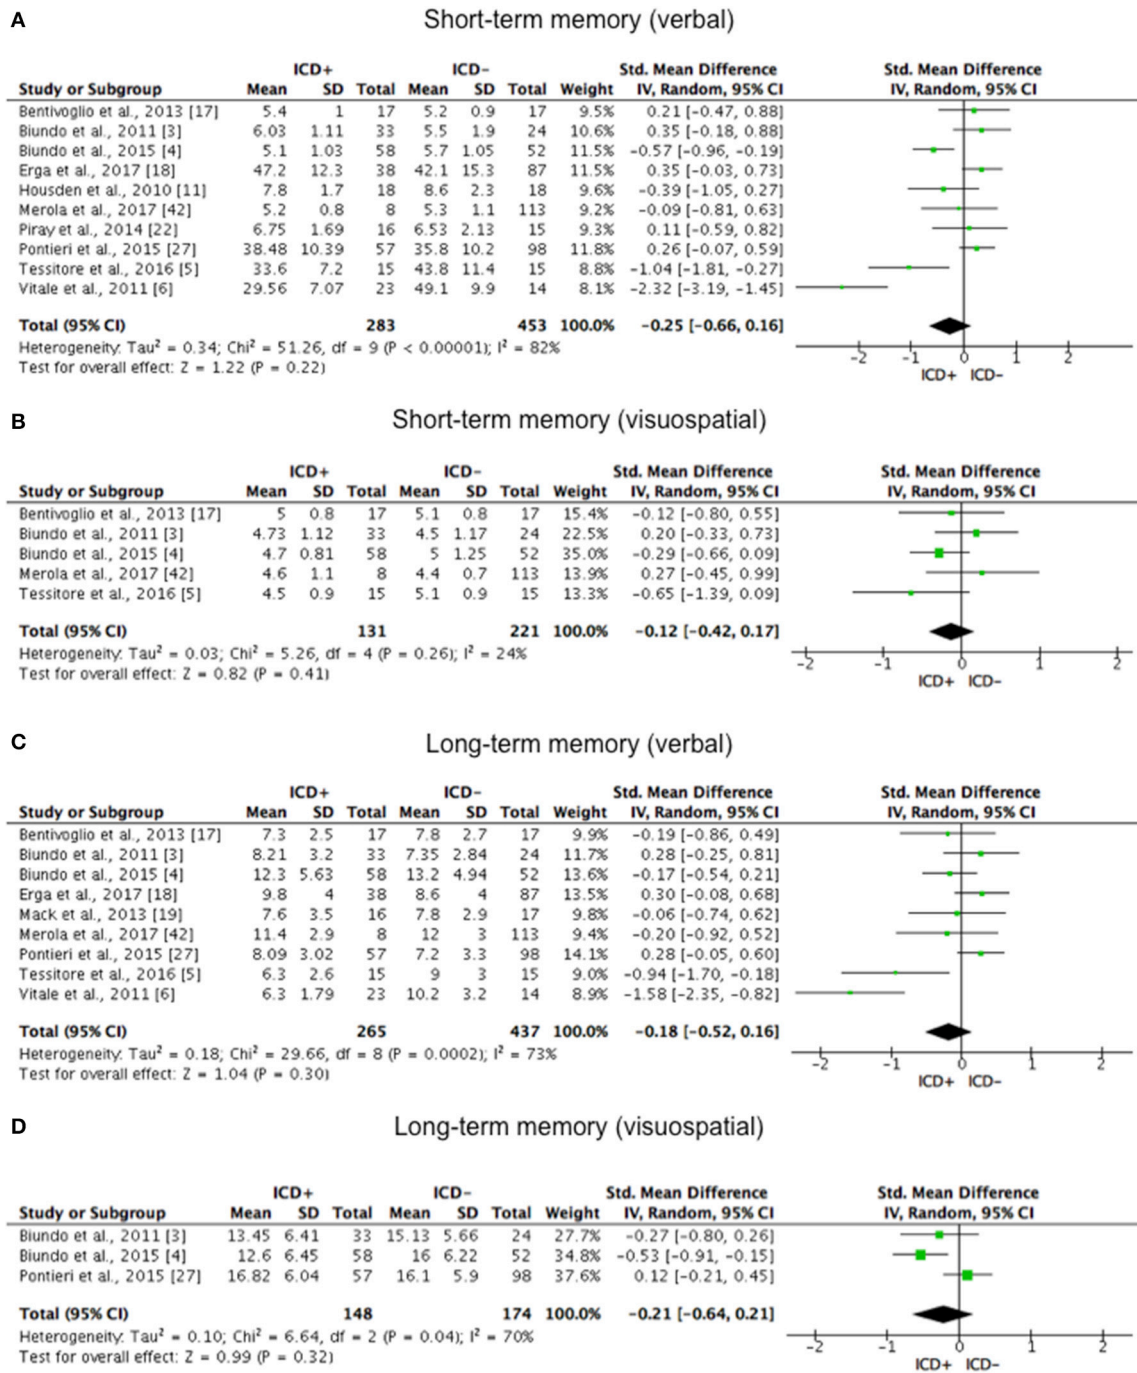 A
Short-term memory (verbal)
ICD+ ICD− Std. Mean Difference Std. Mean Difference
Study or Subgroup Mean SD Total Mean SD Total Weight IV, Random, 95% CI IV, Random, 95% CI
Bentivoglio et al., 2013 [17] 5.4 1 17 5.2 0.9 17 9.5% 0.21 [−0.47, 0.88]
Biundo et al., 2011 [3] 6.03 1.11 33 5.5 1.9 24 10.6% 0.35 [−0.18, 0.88]
Biundo et al., 2015 [4] 5.1 1.03 58 5.7 1.05 52 11.5% −0.57 [−0.96, −0.19]
Erga et al., 2017 [18] 47.2 12.3 38 42.1 15.3 87 11.5% 0.35 [−0.03, 0.73]
Housden et al., 2010 [11] 7.8 1.7 18 8.6 2.3 18 9.6% −0.39 [−1.05, 0.27]
Merola et al., 2017 [42] 5.2 0.8 8 5.3 1.1 113 9.2% −0.09 [−0.81, 0.63]
Piray et al., 2014 [22] 6.75 1.69 16 6.53 2.13 15 9.3% 0.11 [−0.59, 0.82]
Pontieri et al., 2015 [27] 38.48 10.39 57 35.8 10.2 98 11.8% 0.26 [−0.07, 0.59]
Tessitore et al., 2016 [5] 33.6 7.2 15 43.8 11.4 15 8.8% −1.04 [−1.81, −0.27]
Vitale et al., 2011 [6] 29.56 7.07 23 49.1 9.9 14 8.1% −2.32 [−3.19, −1.45]
Total (95% CI) 283 453 100.0% −0.25 [−0.66, 0.16]
Heterogeneity: Tau² = 0.34; Chi² = 51.26, df = 9 (P < 0.00001); I² = 82%
Test for overall effect: Z = 1.22 (P = 0.22)
−2 −1 0 1 2
ICD+ ICD−
B
Short-term memory (visuospatial)
ICD+ ICD− Std. Mean Difference Std. Mean Difference
Study or Subgroup Mean SD Total Mean SD Total Weight IV, Random, 95% CI IV, Random, 95% CI
Bentivoglio et al., 2013 [17] 5 0.8 17 5.1 0.8 17 15.4% −0.12 [−0.80, 0.55]
Biundo et al., 2011 [3] 4.73 1.12 33 4.5 1.17 24 22.5% 0.20 [−0.33, 0.73]
Biundo et al., 2015 [4] 4.7 0.81 58 5 1.25 52 35.0% −0.29 [−0.66, 0.09]
Merola et al., 2017 [42] 4.6 1.1 8 4.4 0.7 113 13.9% 0.27 [−0.45, 0.99]
Tessitore et al., 2016 [5] 4.5 0.9 15 5.1 0.9 15 13.3% −0.65 [−1.39, 0.09]
Total (95% CI) 131 221 100.0% −0.12 [−0.42, 0.17]
Heterogeneity: Tau² = 0.03; Chi² = 5.26, df = 4 (P = 0.26); I² = 24%
Test for overall effect: Z = 0.82 (P = 0.41)
−2 −1 0 1 2
ICD+ ICD−
C
Long-term memory (verbal)
ICD+ ICD− Std. Mean Difference Std. Mean Difference
Study or Subgroup Mean SD Total Mean SD Total Weight IV, Random, 95% CI IV, Random, 95% CI
Bentivoglio et al., 2013 [17] 7.3 2.5 17 7.8 2.7 17 9.9% −0.19 [−0.86, 0.49]
Biundo et al., 2011 [3] 8.21 3.2 33 7.35 2.84 24 11.7% 0.28 [−0.25, 0.81]
Biundo et al., 2015 [4] 12.3 5.63 58 13.2 4.94 52 13.6% −0.17 [−0.54, 0.21]
Erga et al., 2017 [18] 9.8 4 38 8.6 4 87 13.5% 0.30 [−0.08, 0.68]
Mack et al., 2013 [19] 7.6 3.5 16 7.8 2.9 17 9.8% −0.06 [−0.74, 0.62]
Merola et al., 2017 [42] 11.4 2.9 8 12 3 113 9.4% −0.20 [−0.92, 0.52]
Pontieri et al., 2015 [27] 8.09 3.02 57 7.2 3.3 98 14.1% 0.28 [−0.05, 0.60]
Tessitore et al., 2016 [5] 6.3 2.6 15 9 3 15 9.0% −0.94 [−1.70, −0.18]
Vitale et al., 2011 [6] 6.3 1.79 23 10.2 3.2 14 8.9% −1.58 [−2.35, −0.82]
Total (95% CI) 265 437 100.0% −0.18 [−0.52, 0.16]
Heterogeneity: Tau² = 0.18; Chi² = 29.66, df = 8 (P = 0.0002); I² = 73%
Test for overall effect: Z = 1.04 (P = 0.30)
−2 −1 0 1 2
ICD+ ICD−
D
Long-term memory (visuospatial)
ICD+ ICD− Std. Mean Difference Std. Mean Difference
Study or Subgroup Mean SD Total Mean SD Total Weight IV, Random, 95% CI IV, Random, 95% CI
Biundo et al., 2011 [3] 13.45 6.41 33 15.13 5.66 24 27.7% −0.27 [−0.80, 0.26]
Biundo et al., 2015 [4] 12.6 6.45 58 16 6.22 52 34.8% −0.53 [−0.91, −0.15]
Pontieri et al., 2015 [27] 16.82 6.04 57 16.1 5.9 98 37.6% 0.12 [−0.21, 0.45]
Total (95% CI) 148 174 100.0% −0.21 [−0.64, 0.21]
Heterogeneity: Tau² = 0.10; Chi² = 6.64, df = 2 (P = 0.04); I² = 70%
Test for overall effect: Z = 0.99 (P = 0.32)
−2 −1 0 1 2
ICD+ ICD−